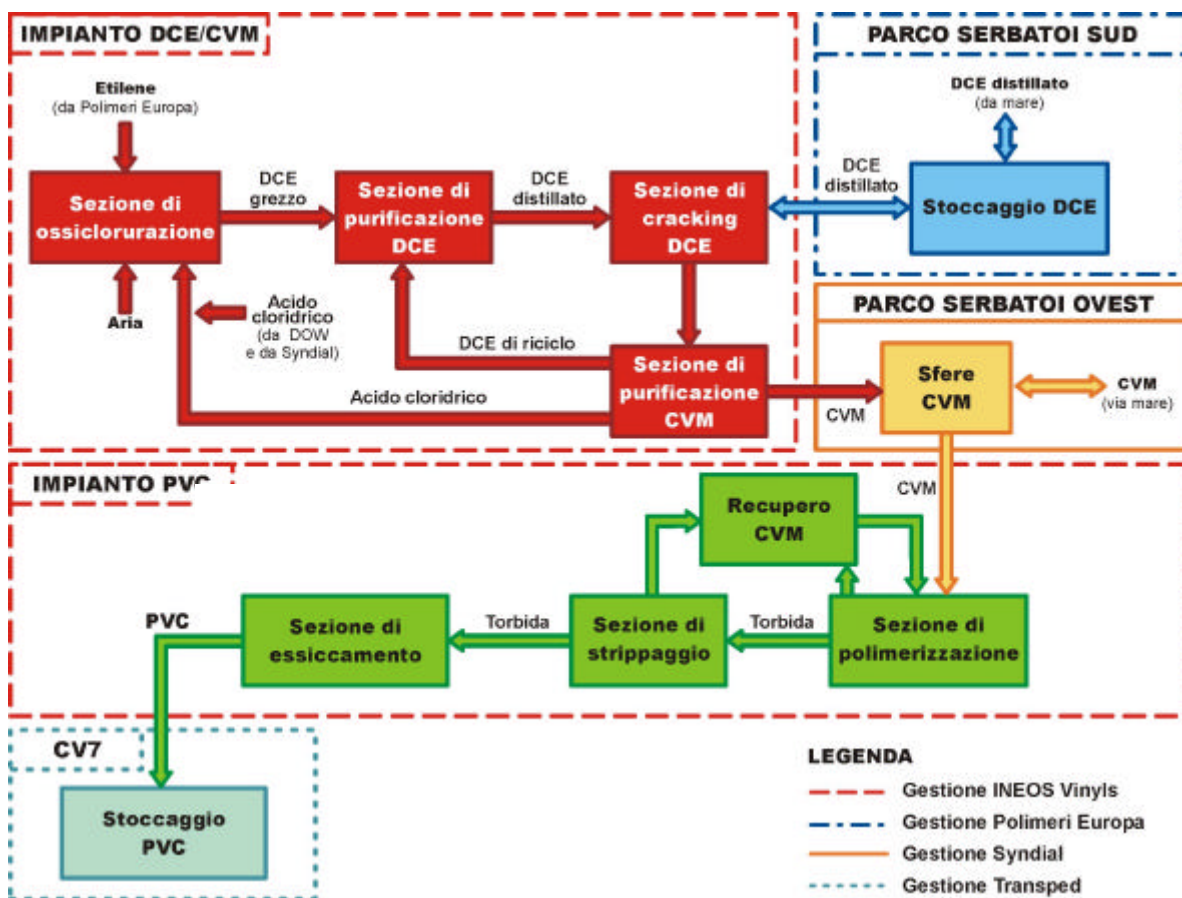 IMPIANTO DCE/CVM
Etilene
(da Polimeri Europa)
Sezione di
ossiclorurazione
DCE
grezzo
Sezione di
purificazione
DCE
DCE
distillato
Sezione di
cracking
DCE
Aria
Acido
cloridrico
(da DOW
e da Syndial)
DCE di riciclo
Acido cloridrico
Sezione di
purificazione
CVM
PARCO SERBATOI SUD
DCE distillato
(da mare)
DCE
distillato
Stoccaggio DCE
PARCO SERBATOI OVEST
Sfere
CVM
CVM
CVM
(via mare)
CVM
IMPIANTO PVC
Recupero
CVM
PVC
Sezione di
essiccamento
Torbida
Sezione di
strippaggio
Torbida
Sezione di
polimerizzazione
CV7
Stoccaggio
PVC
LEGENDA
Gestione INEOS Vinyls
Gestione Polimeri Europa
Gestione Syndial
Gestione Transped